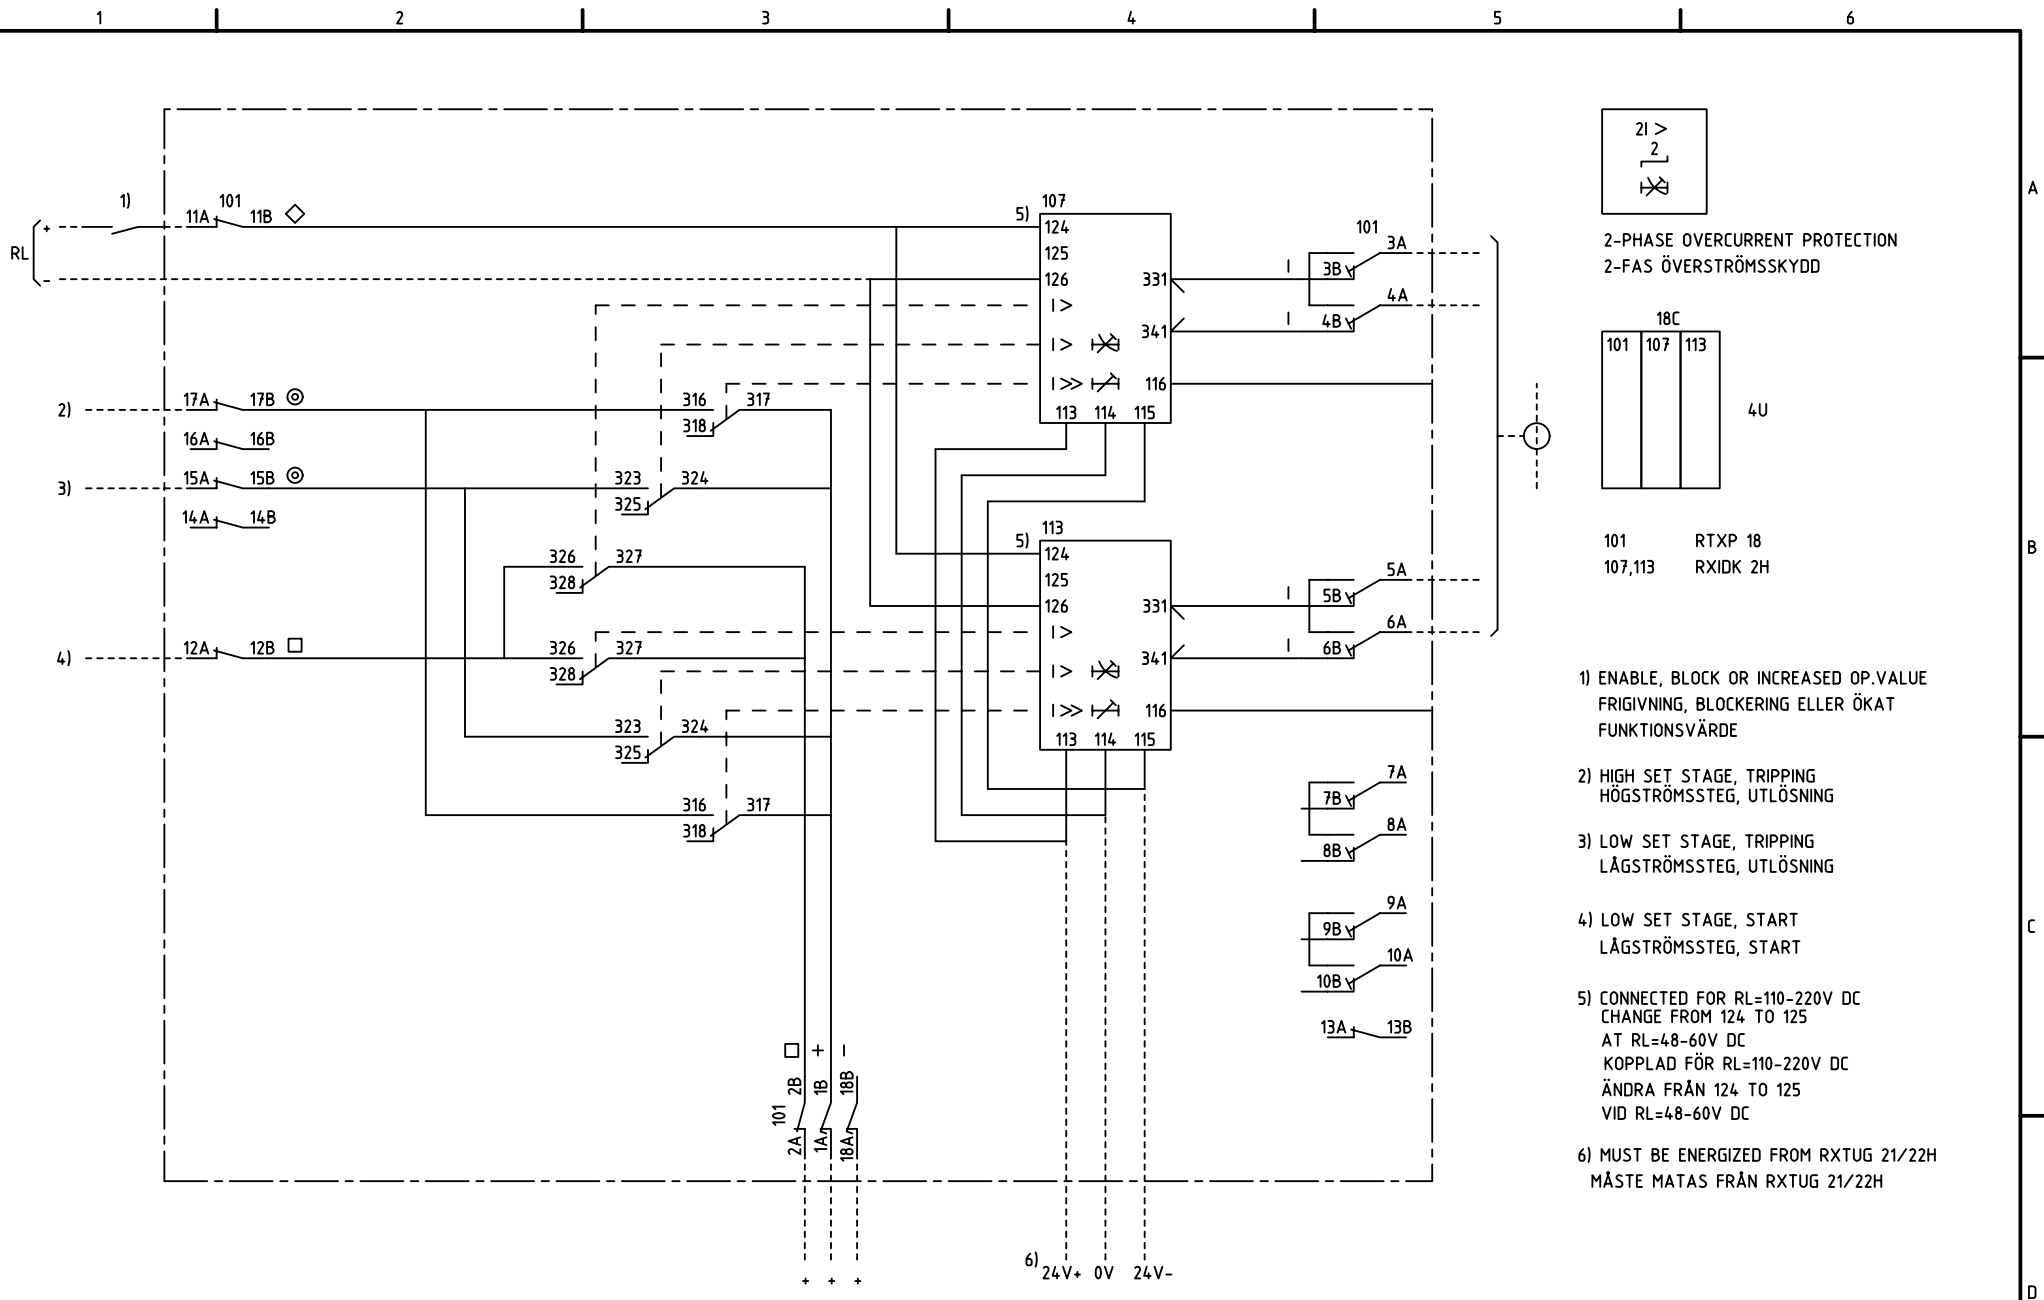 1 2 3 4 5 6
A
B
C
D
RL
+
-
1)
11A 101 11B
2)
17A 17B
16A 16B
3)
15A 15B
14A 14B
4)
12A 12B
316 317
318
323 324
325
326 327
328
326 327
328
323 324
325
316 317
318
5) 107
124
125
126
331
I>
341
I>
I>>
116
113 114 115
5) 113
124
125
126
331
I>
341
I>
I>>
116
113 114 115
101
3A
3B
4A
4B
5A
5B
6A
6B
7A
7B
8A
8B
9A
9B
10A
10B
13A 13B
+ -
2B 1B 18B
101
2A 1A 18A
+ + +
6) 24V+ 0V 24V-
2I >
2
2-PHASE OVERCURRENT PROTECTION
2-FAS ÖVERSTRÖMSSKYDD
18C
101 107 113
4U
101 RTXP 18
107,113 RXIDK 2H
1) ENABLE, BLOCK OR INCREASED OP.VALUE
FRIGIVNING, BLOCKERING ELLER ÖKAT
FUNKTIONSVÄRDE
2) HIGH SET STAGE, TRIPPING
HÖGSTRÖMSSTEG, UTLÖSNING
3) LOW SET STAGE, TRIPPING
LÅGSTRÖMSSTEG, UTLÖSNING
4) LOW SET STAGE, START
LÅGSTRÖMSSTEG, START
5) CONNECTED FOR RL=110-220V DC
CHANGE FROM 124 TO 125
AT RL=48-60V DC
KOPPLAD FÖR RL=110-220V DC
ÄNDRA FRÅN 124 TO 125
VID RL=48-60V DC
6) MUST BE ENERGIZED FROM RXTUG 21/22H
MÅSTE MATAS FRÅN RXTUG 21/22H